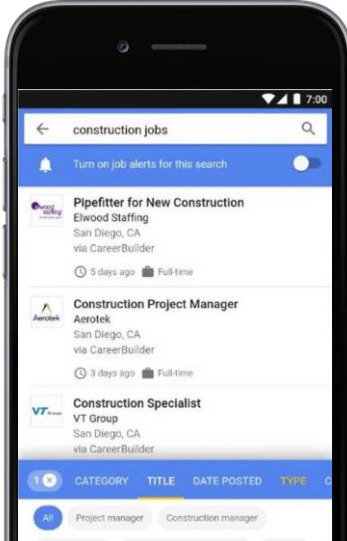 7:00
construction jobs
Turn on job alerts for this search
Pipefitter for New Construction
Elwood Staffing
San Diego, CA
via CareerBuilder
5 days ago Full-time
Construction Project Manager
Aerotek
Aerotek
San Diego, CA
via CareerBuilder
3 days ago Full-time
Construction Specialist
VT
VT Group
San Diego, CA
via CareerBuilder
1 CATEGORY TITLE DATE POSTED TYPE C
All Project manager Construction manager